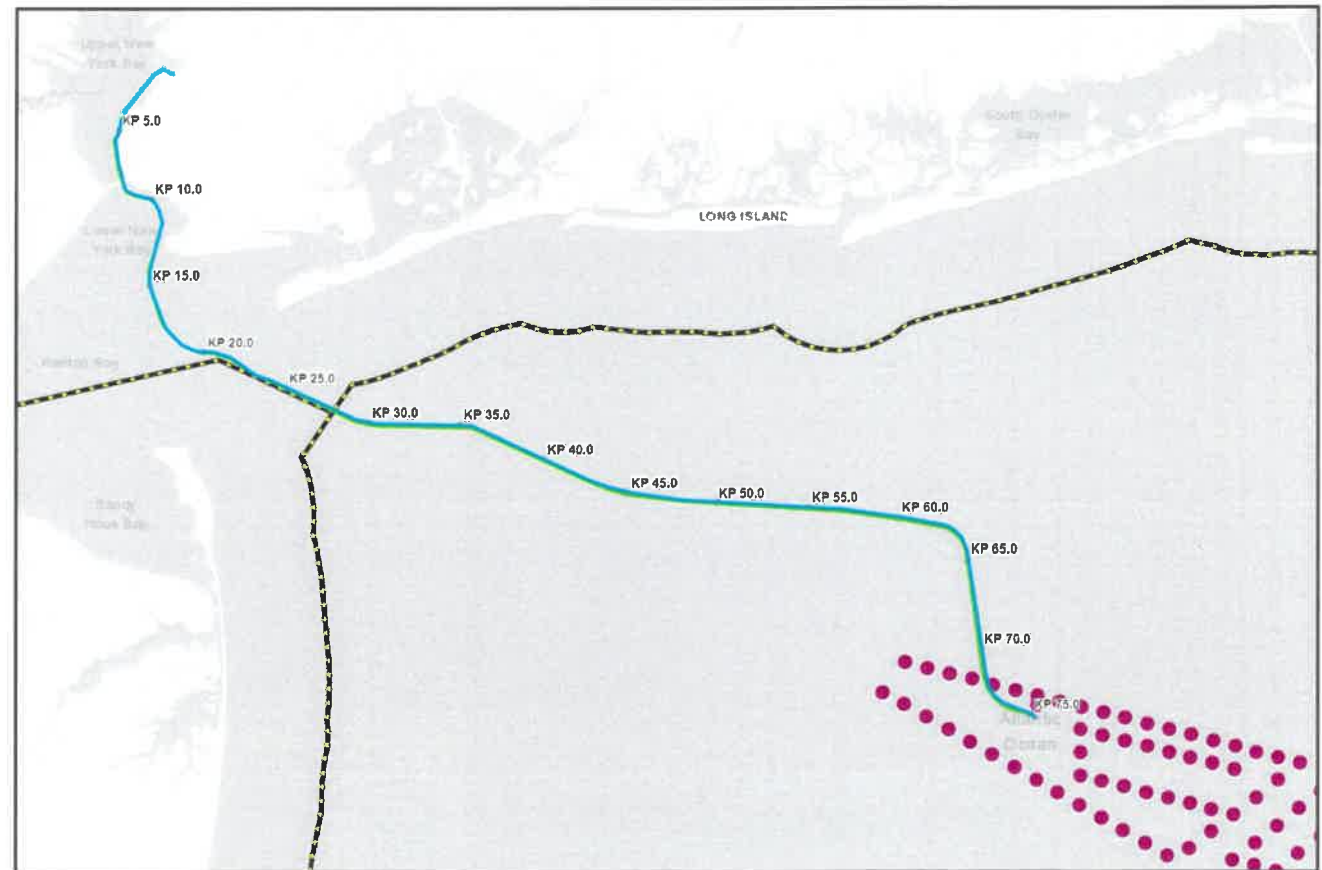 Upper New
York Bay
KP 5.0
KP 10.0
South Oyster
Bay
LONG ISLAND
Lower New
York Bay
KP 15.0
KP 20.0
Raritan Bay
KP 25.0
KP 30.0
KP 35.0
KP 40.0
KP 45.0
KP 50.0
KP 55.0
KP 60.0
Sandy
Hook Bay
KP 65.0
KP 70.0
KP 75.0
Atlantic
Ocean